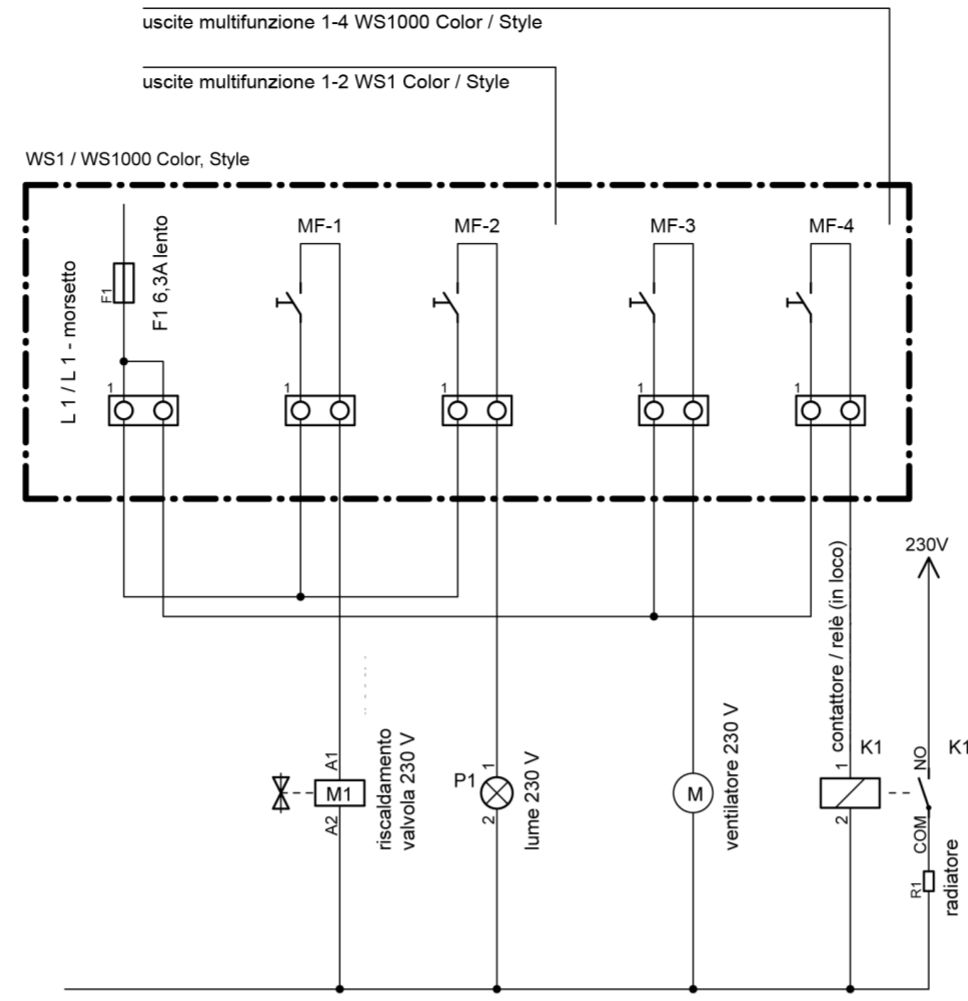 uscite multifunzione 1-4 WS1000 Color / Style
uscite multifunzione 1-2 WS1 Color / Style
WS1 / WS1000 Color, Style
MF-1
MF-2
MF-3
MF-4
L 1 / L 1 - morsetto
F1
F1 6,3A lento
1
1
1
1
1
230V
contattore / relè (in loco)
riscaldamento
valvola 230 V
A1
M1
A2
P1
1
2
lume 230 V
M
ventilatore 230 V
K1
1
2
K1
NO
COM
R1
radiatore